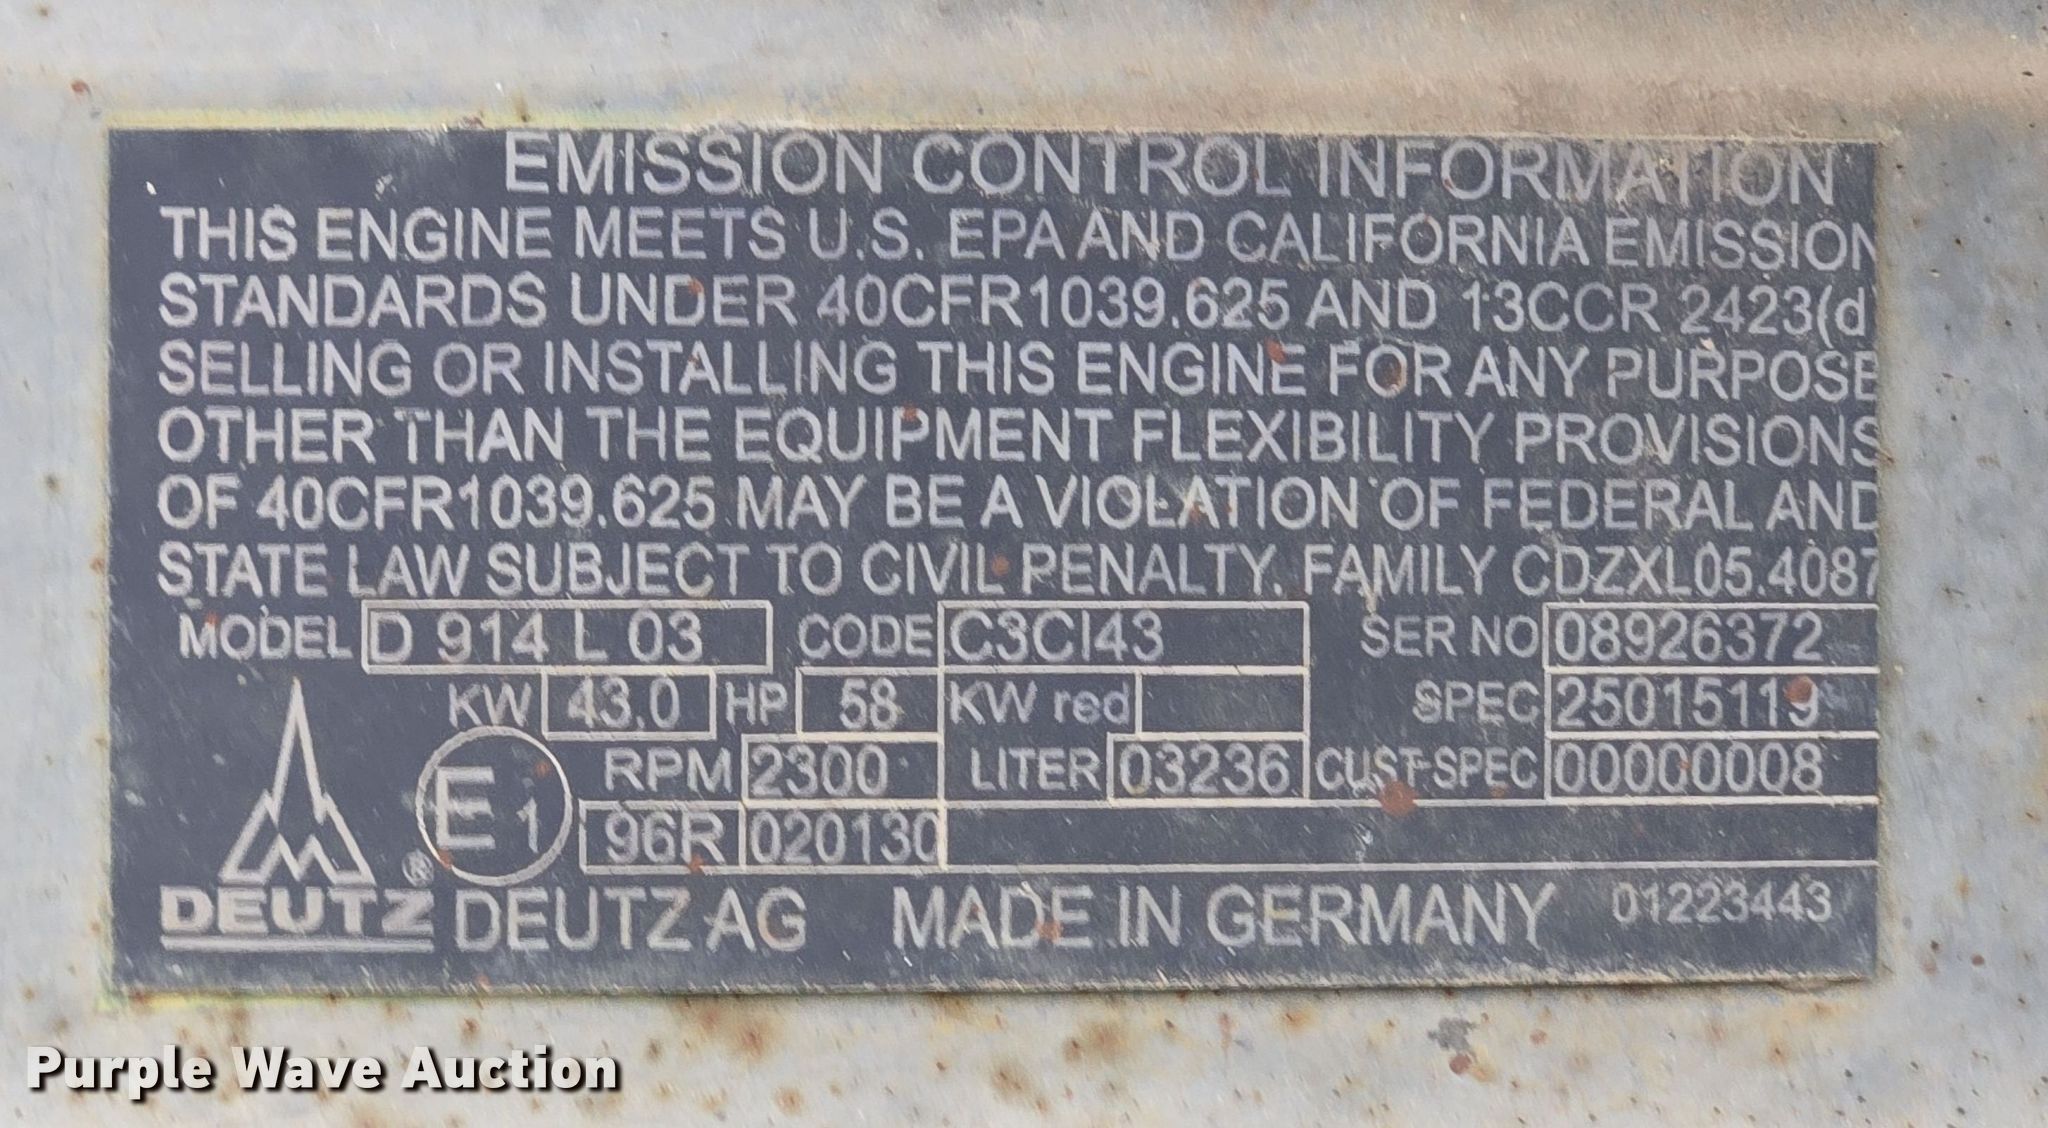 EMISSION CONTROL INFORMATION
THIS ENGINE MEETS U.S. EPA AND CALIFORNIA EMISSION
STANDARDS UNDER 40CFR1039.625 AND 13CCR 2423(d)
SELLING OR INSTALLING THIS ENGINE FOR ANY PURPOSE
OTHER THAN THE EQUIPMENT FLEXIBILITY PROVISIONS
OF 40CFR1039.625 MAY BE A VIOLATION OF FEDERAL AND
STATE LAW SUBJECT TO CIVIL PENALTY. FAMILY CDZXL05.4087
MODEL D 914 L 03 CODE C3CI43 SER NO 08926372
KW 43.0 HP 58 KW red SPEC 25015119
E1 RPM 2300 LITER 03236 CUST-SPEC 00000008
96R 020130
DEUTZ® DEUTZ AG MADE IN GERMANY 01223443
Purple Wave Auction